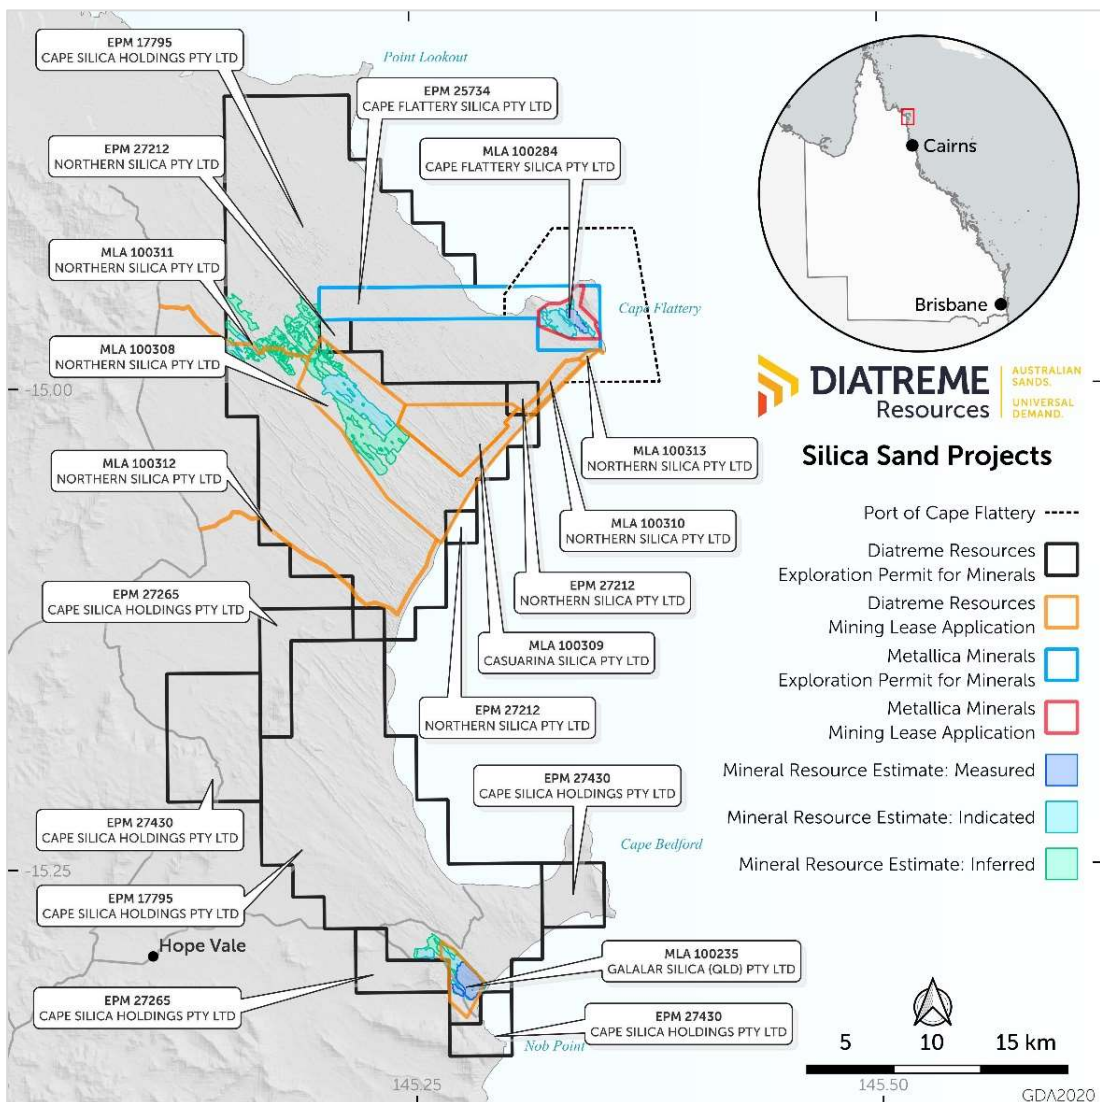 EPM 17795
CAPE SILICA HOLDINGS PTY LTD
Point Lookout
EPM 25734
CAPE FLATTERY SILICA PTY LTD
EPM 27212
NORTHERN SILICA PTY LTD
MLA 100284
CAPE FLATTERY SILICA PTY LTD
Cairns
Brisbane
MLA 100311
NORTHERN SILICA PTY LTD
Cape Flattery
MLA 100308
NORTHERN SILICA PTY LTD
-15.00
DIATREME
Resources
AUSTRALIAN
SANDS.
UNIVERSAL
DEMAND.
Silica Sand Projects
MLA 100313
NORTHERN SILICA PTY LTD
MLA 100312
NORTHERN SILICA PTY LTD
MLA 100310
NORTHERN SILICA PTY LTD
Port of Cape Flattery
Diatreme Resources
Exploration Permit for Minerals
Diatreme Resources
Mining Lease Application
Metallica Minerals
Exploration Permit for Minerals
Metallica Minerals
Mining Lease Application
Mineral Resource Estimate: Measured
Mineral Resource Estimate: Indicated
Mineral Resource Estimate: Inferred
EPM 27265
CAPE SILICA HOLDINGS PTY LTD
EPM 27212
NORTHERN SILICA PTY LTD
MLA 100309
CASUARINA SILICA PTY LTD
EPM 27212
NORTHERN SILICA PTY LTD
EPM 27430
CAPE SILICA HOLDINGS PTY LTD
EPM 27430
CAPE SILICA HOLDINGS PTY LTD
Cape Bedford
-15.25
EPM 17795
CAPE SILICA HOLDINGS PTY LTD
Hope Vale
MLA 100235
GALALAR SILICA (QLD) PTY LTD
EPM 27265
CAPE SILICA HOLDINGS PTY LTD
EPM 27430
CAPE SILICA HOLDINGS PTY LTD
Nob Point
5 10 15 km
145.25
145.50
GDA2020